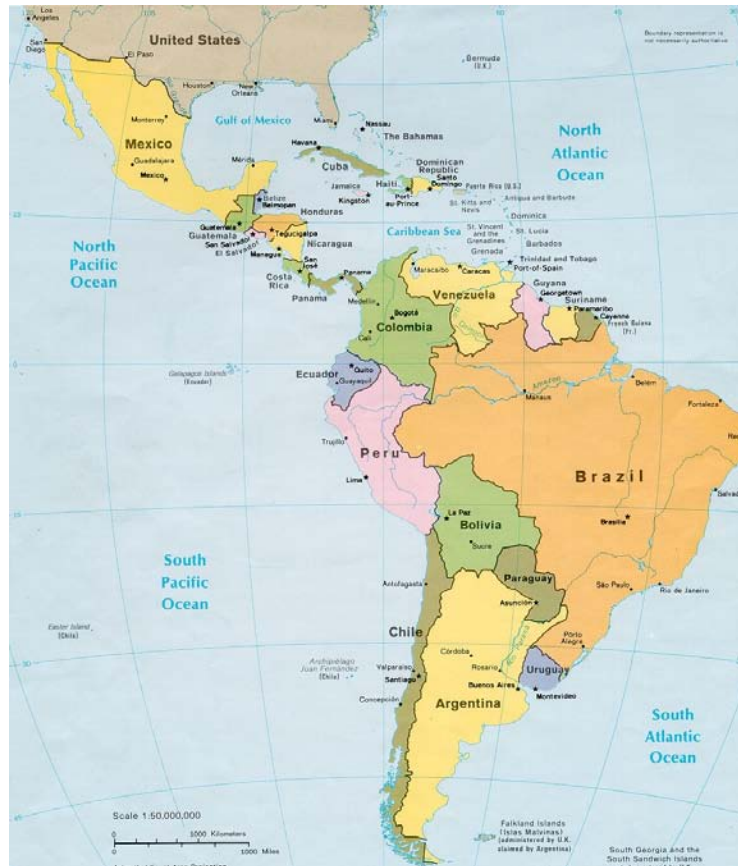 Los
Angeles
San
Diego
El Paso
United States
Boundary representation is
not necessarily authoritative.
Bermuda
(U.K.)
Houston
New
Orleans
Monterrey
Gulf of Mexico
Miami
Nassau
The Bahamas
North
Atlantic
Ocean
Mexico
Guadalajara
Mexico
Mérida
Havana
Cuba
Dominican
Republic
Haiti
Santo
Domingo
Port-
au-Prince
Puerto Rico (U.S.)
Jamaica
Kingston
Antigua and Barbuda
St. Kitts and
Nevis
Dominica
St. Lucia
St. Vincent and
the Grenadines
Barbados
Grenada
Trinidad and Tobago
Port-of-Spain
Belize
Belmopan
Guatemala
Guatemala
Honduras
Tegucigalpa
San Salvador
El Salvador
Nicaragua
Managua
Caribbean Sea
North
Pacific
Ocean
San
José
Costa
Rica
Panama
Panama
Maracaibo
Caracas
Venezuela
Guyana
Georgetown
Suriname
Paramaribo
Cayenne
French Guiana
(Fr.)
Medellín
Bogotá
Colombia
Cali
Galapagos Islands
(Ecuador)
Ecuador
Quito
Guayaquil
Amazon
Manaus
Belém
Fortaleza
Trujillo
Peru
Lima
Brazil
Brasília
La Paz
Bolivia
Sucre
South
Pacific
Ocean
Paraguay
Asunción
Antofagasta
São Paulo
Rio de Janeiro
Easter Island
(Chile)
Chile
Pôrto
Alegre
Archipiélago
Juan Fernández
(Chile)
Valparaíso
Santiago
Córdoba
Rosario
Río Paraná
Uruguay
Buenos Aires
Montevideo
Concepción
Argentina
South
Atlantic
Ocean
Scale 1:50,000,000
0 1000 Kilometers
0 1000 Miles
Falkland Islands
(Islas Malvinas)
(administered by U.K.
claimed by Argentina)
South Georgia and the
South Sandwich Islands